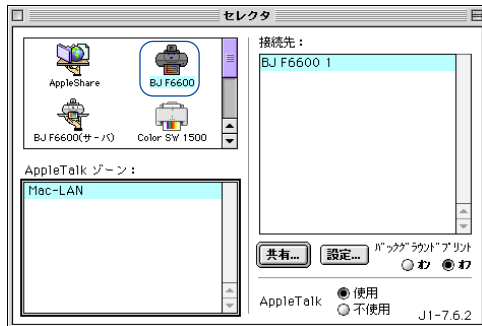 セレクタ
AppleShare
BJ F6600
BJ F6600(サーバ)
Color SW 1500
AppleTalk ゾーン：
Mac-LAN
接続先：
BJ F6600 1
共有...
設定...
バックグラウンドプリント
オン
オフ
AppleTalk
使用
不使用
J1-7.6.2